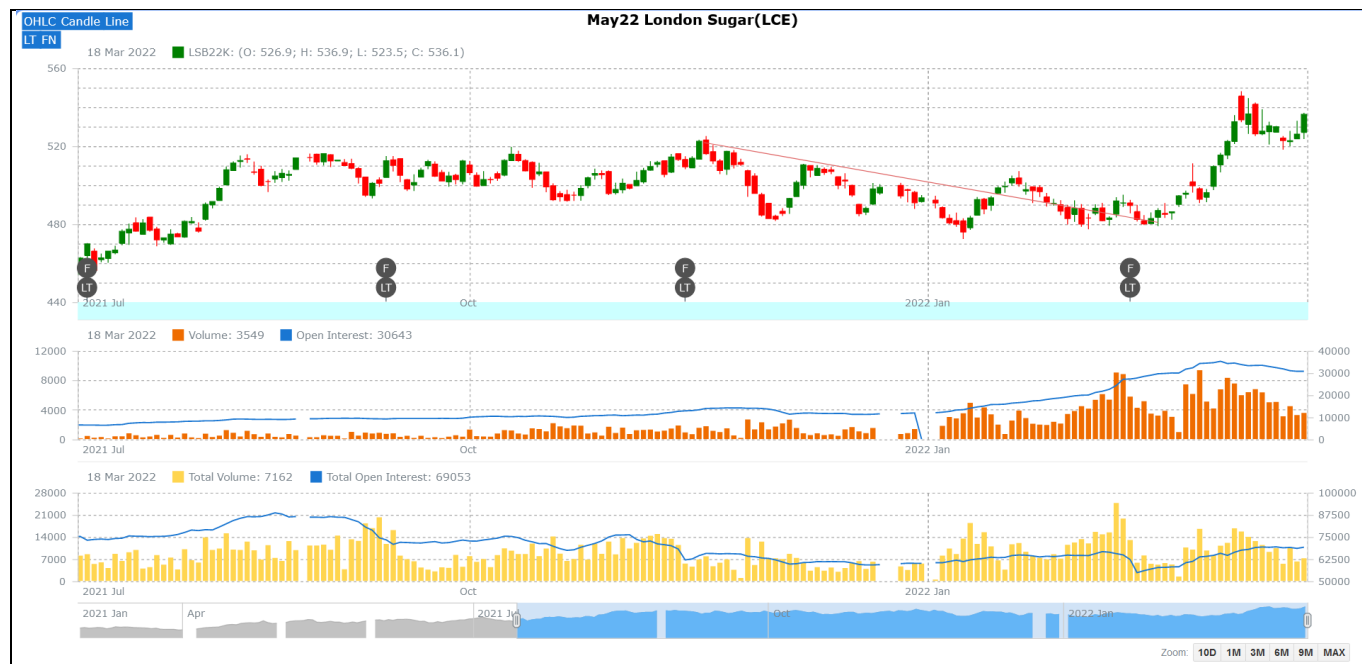 OHLC Candle Line
May22 London Sugar(LCE)
LT FN
18 Mar 2022 LSB22K: (O: 526.9; H: 536.9; L: 523.5; C: 536.1)
560
520
480
F F F F
LT LT LT LT
440
2021 Jul Oct 2022 Jan
18 Mar 2022 Volume: 3549 Open Interest: 30643
12000 40000
8000 30000
20000
4000 10000
0 0
2021 Jul Oct 2022 Jan
18 Mar 2022 Total Volume: 7162 Total Open Interest: 69053
28000 100000
21000 87500
14000 75000
7000 62500
0 50000
2021 Jul Oct 2022 Jan
2021 Jan Apr 2021 Jul Oct 2022 Jan
Zoom: 10D 1M 3M 6M 9M MAX